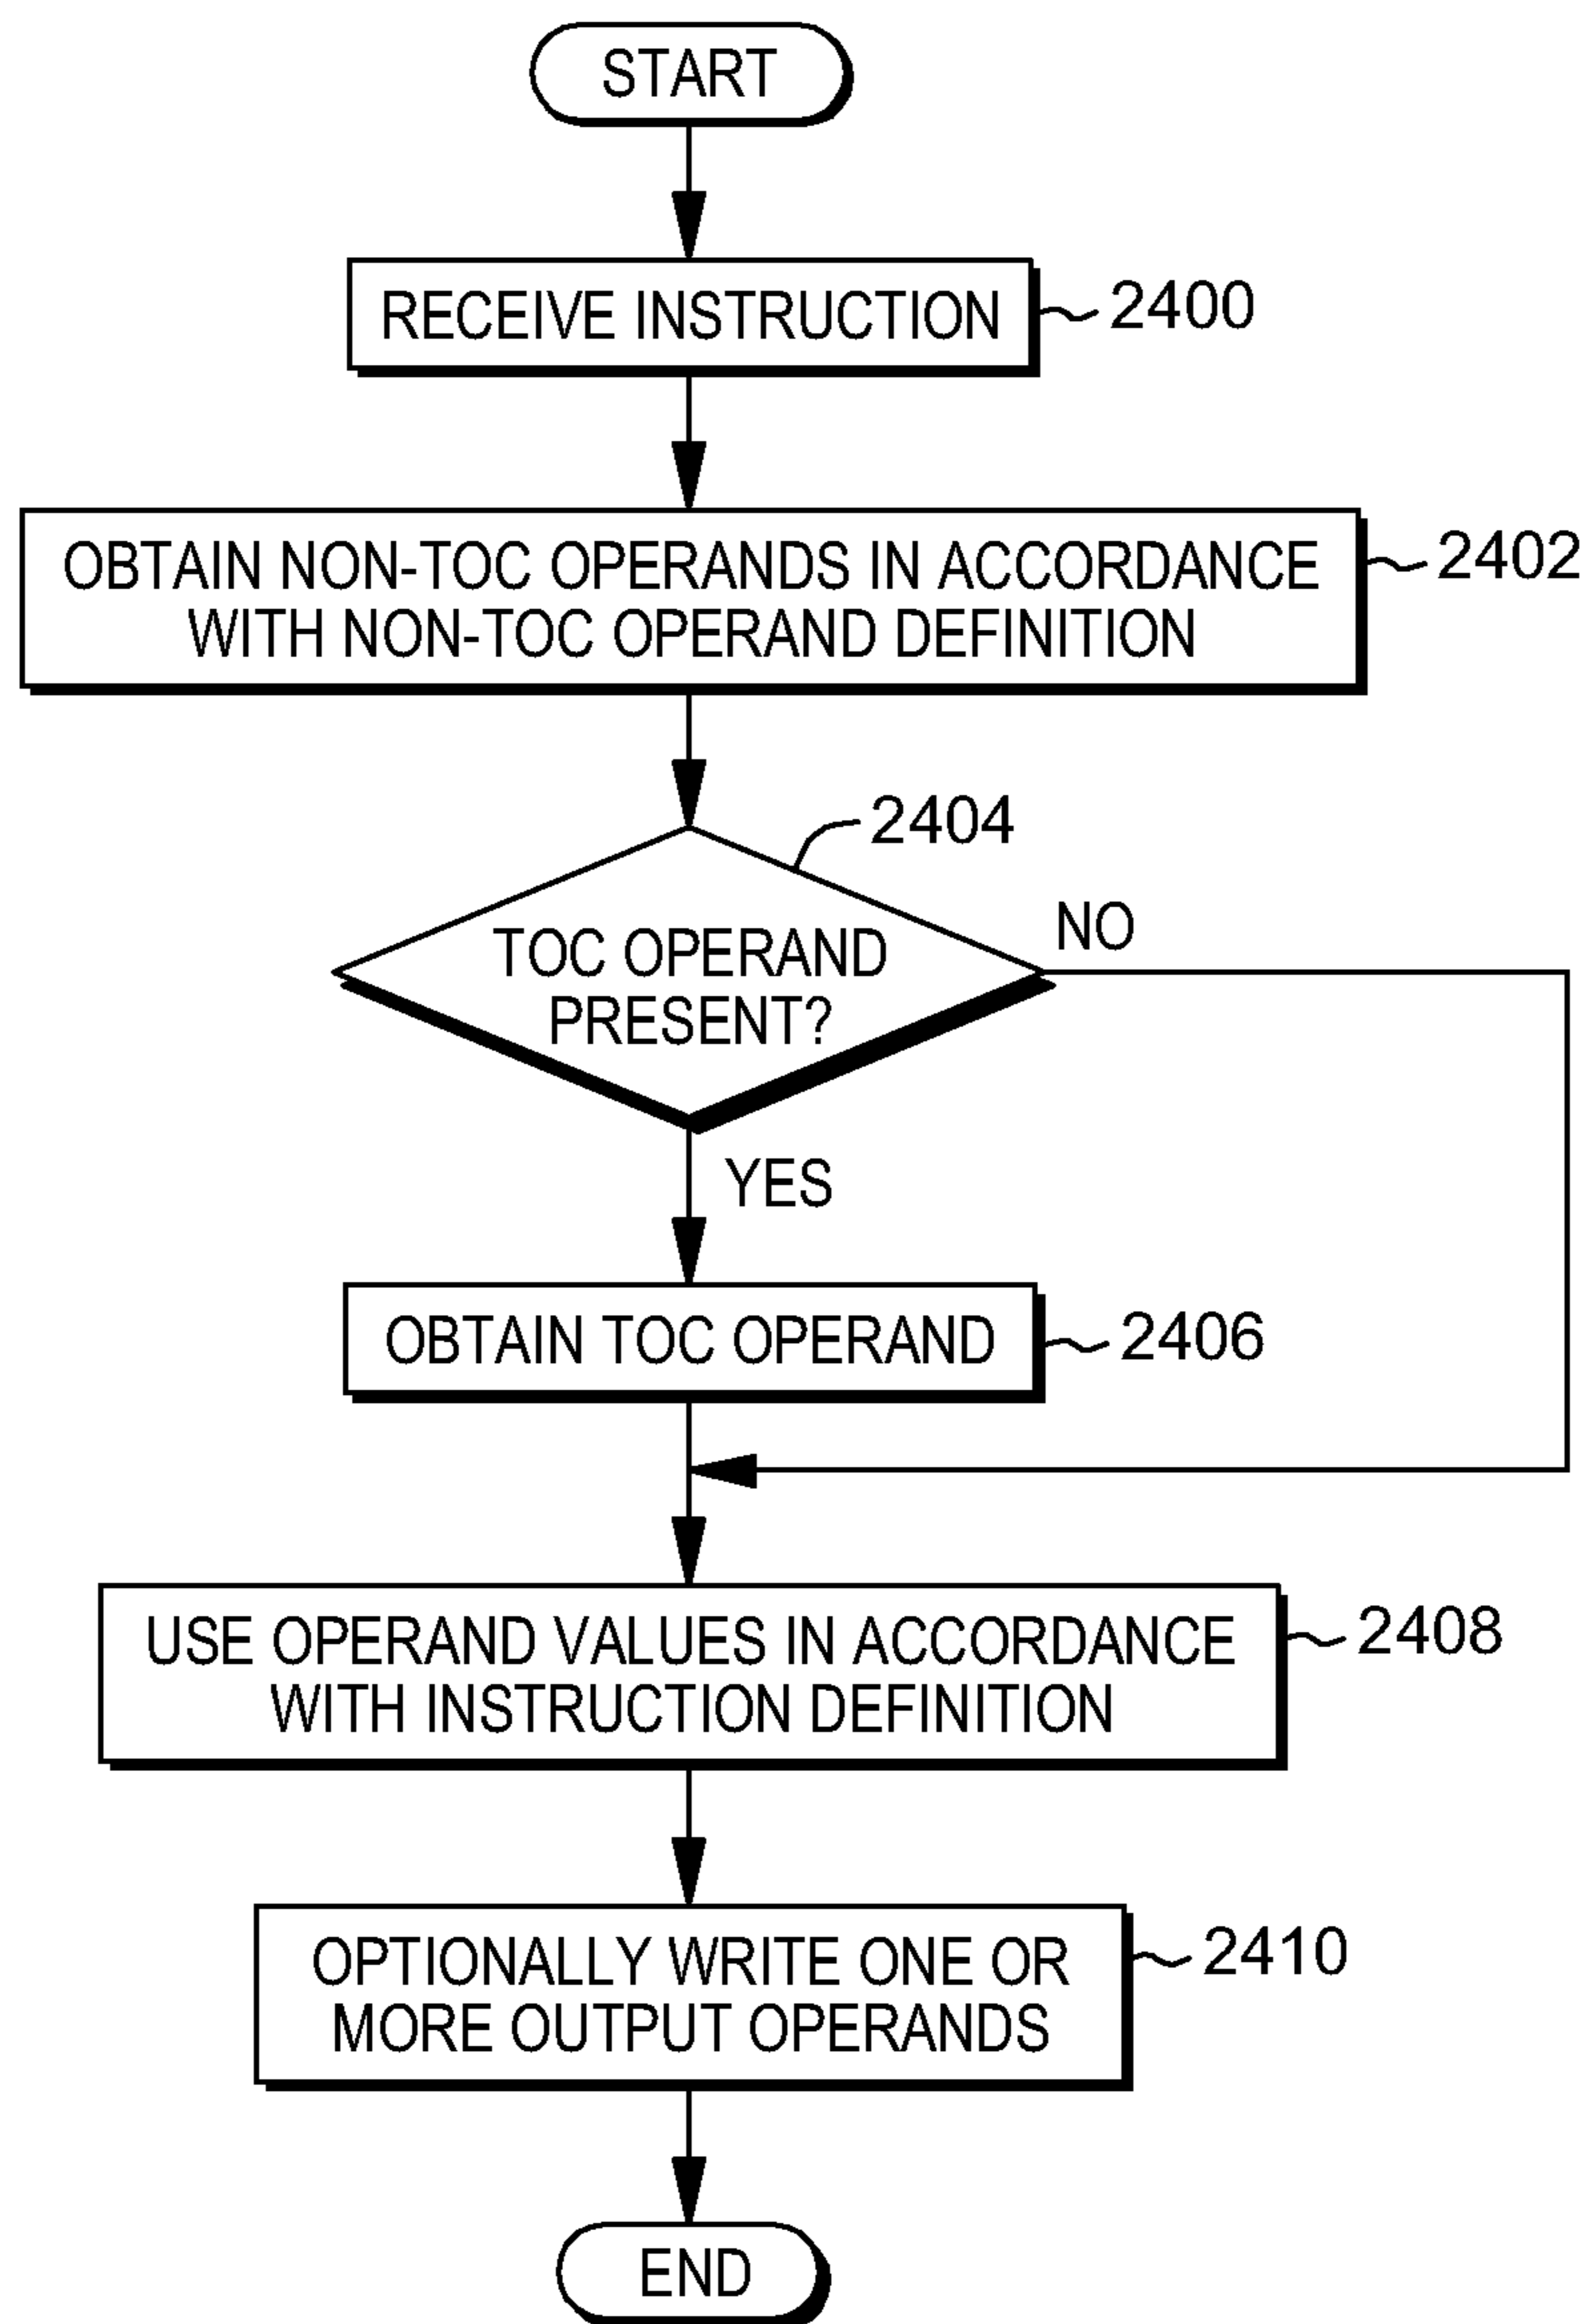 START
RECEIVE INSTRUCTION
2400
OBTAIN NON-TOC OPERANDS IN ACCORDANCE
WITH NON-TOC OPERAND DEFINITION
2402
2404
TOC OPERAND
PRESENT?
NO
YES
OBTAIN TOC OPERAND
2406
USE OPERAND VALUES IN ACCORDANCE
WITH INSTRUCTION DEFINITION
2408
OPTIONALLY WRITE ONE OR
MORE OUTPUT OPERANDS
2410
END